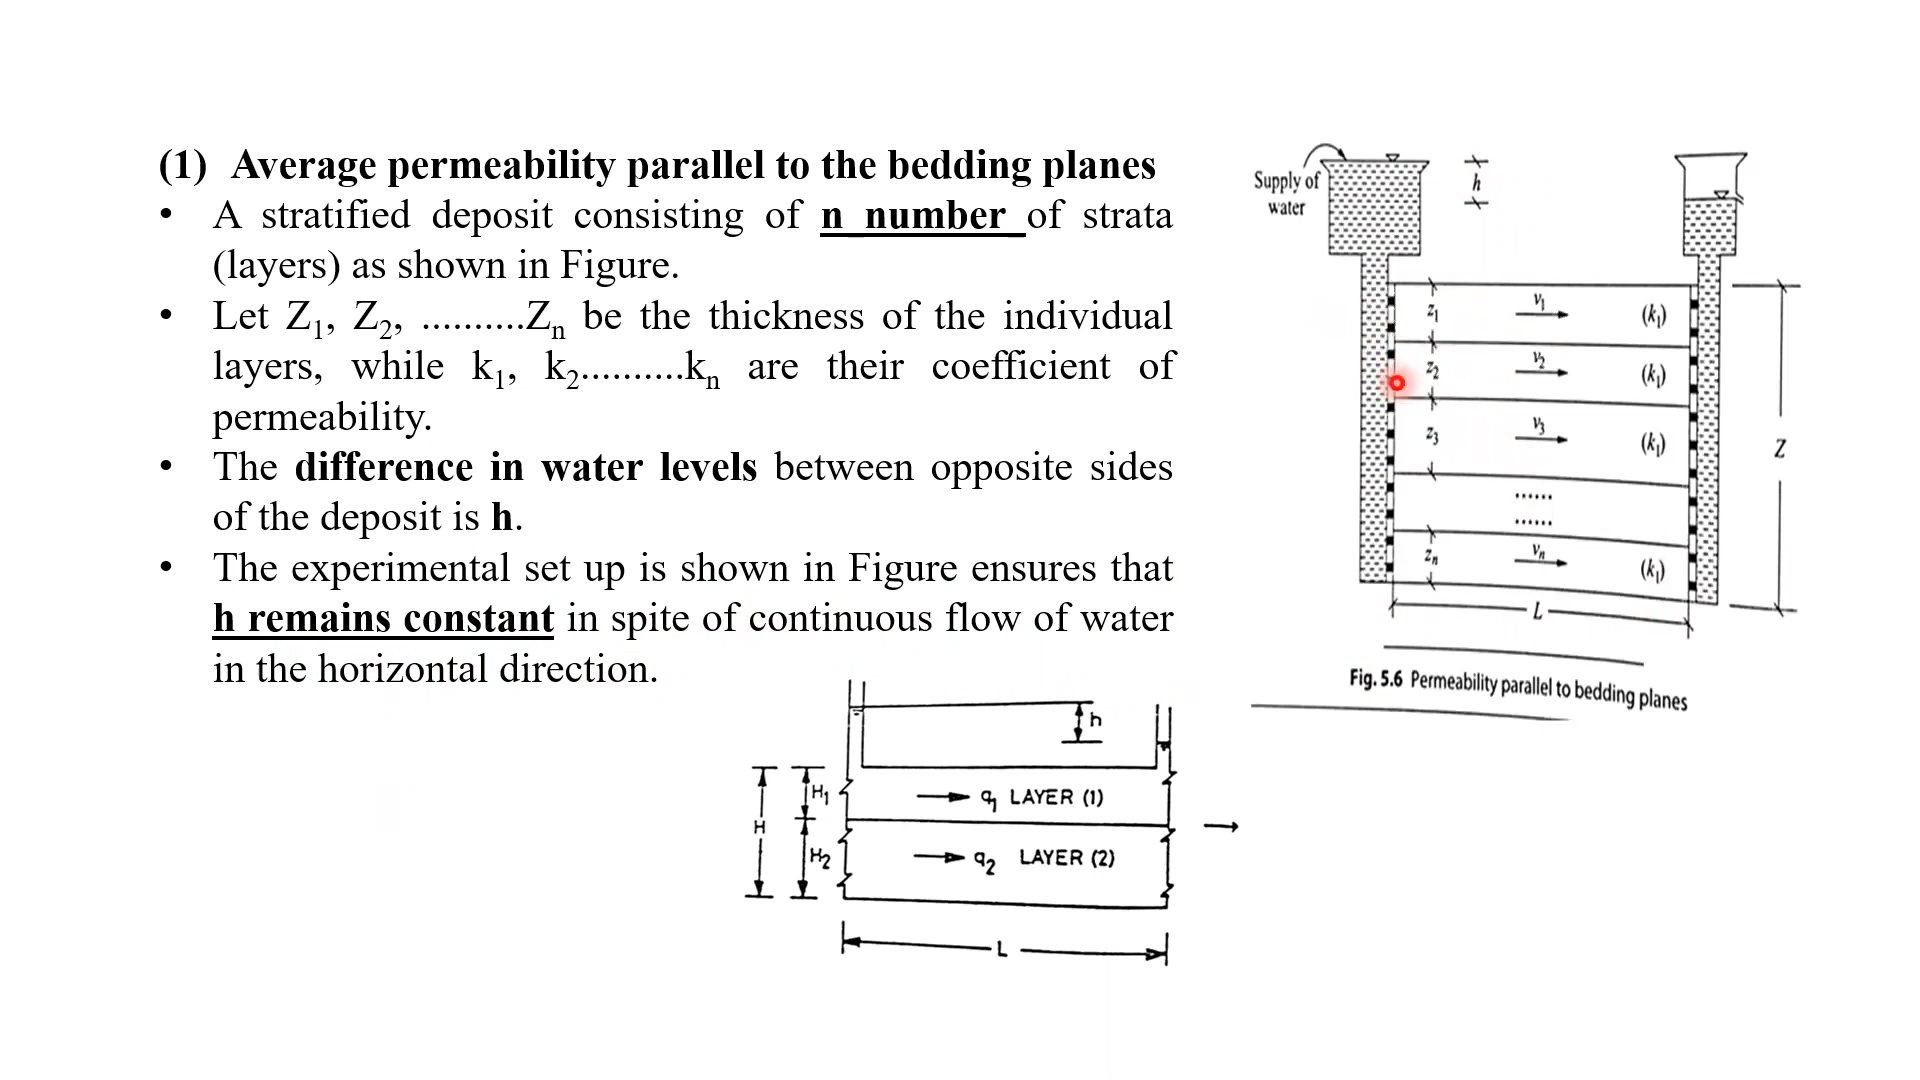 (1) Average permeability parallel to the bedding planes
• A stratified deposit consisting of n number of strata
(layers) as shown in Figure.
• Let Z₁, Z₂, ..........Zₙ be the thickness of the individual
layers, while k₁, k₂..........kₙ are their coefficient of
permeability.
• The difference in water levels between opposite sides
of the deposit is h.
• The experimental set up is shown in Figure ensures that
h remains constant in spite of continuous flow of water
in the horizontal direction.
Supply of
water
h
z₁ v₁ (k₁)
z₂ v₂ (k₁)
z₃ v₃ (k₁)
Z
......
......
zₙ vₙ (k₁)
L
Fig. 5.6 Permeability parallel to bedding planes
h
H₁ q₁ LAYER (1)
H
H₂ q₂ LAYER (2)
L